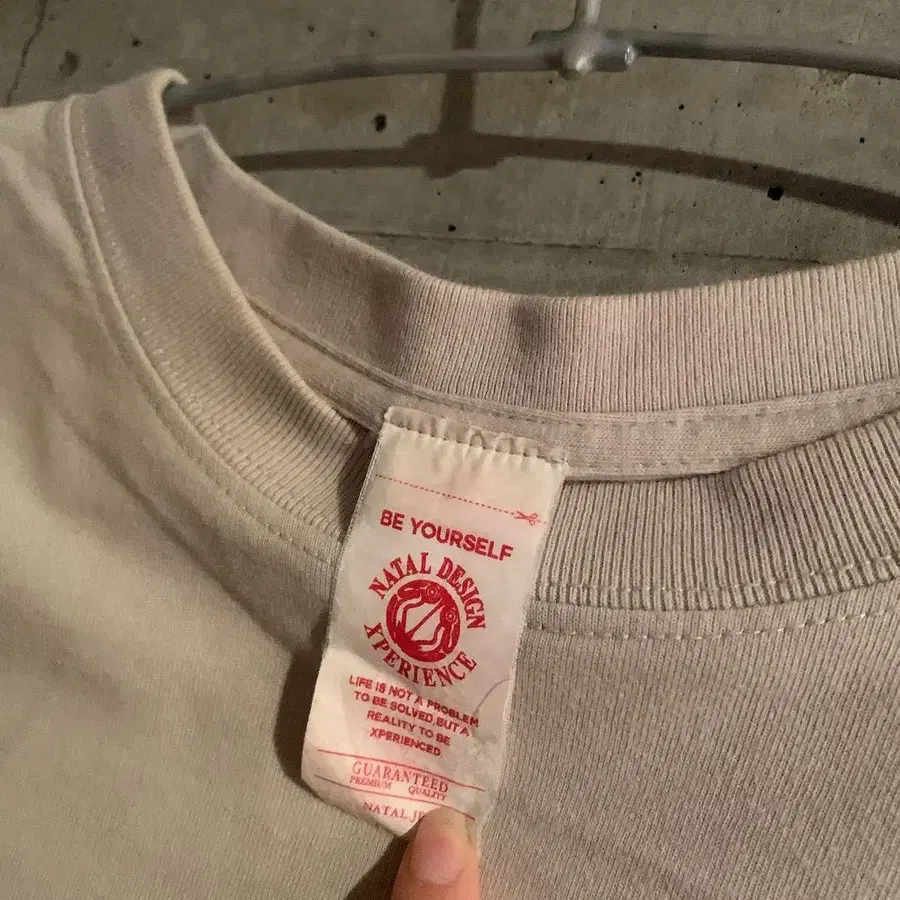 BE YOURSELF
NATAL DESIGN
XPERIENCE
LIFE IS NOT A PROBLEM
TO BE SOLVED, BUT A
REALITY TO BE
XPERIENCED
GUARANTEED
PREMIUM QUALITY
NATAL